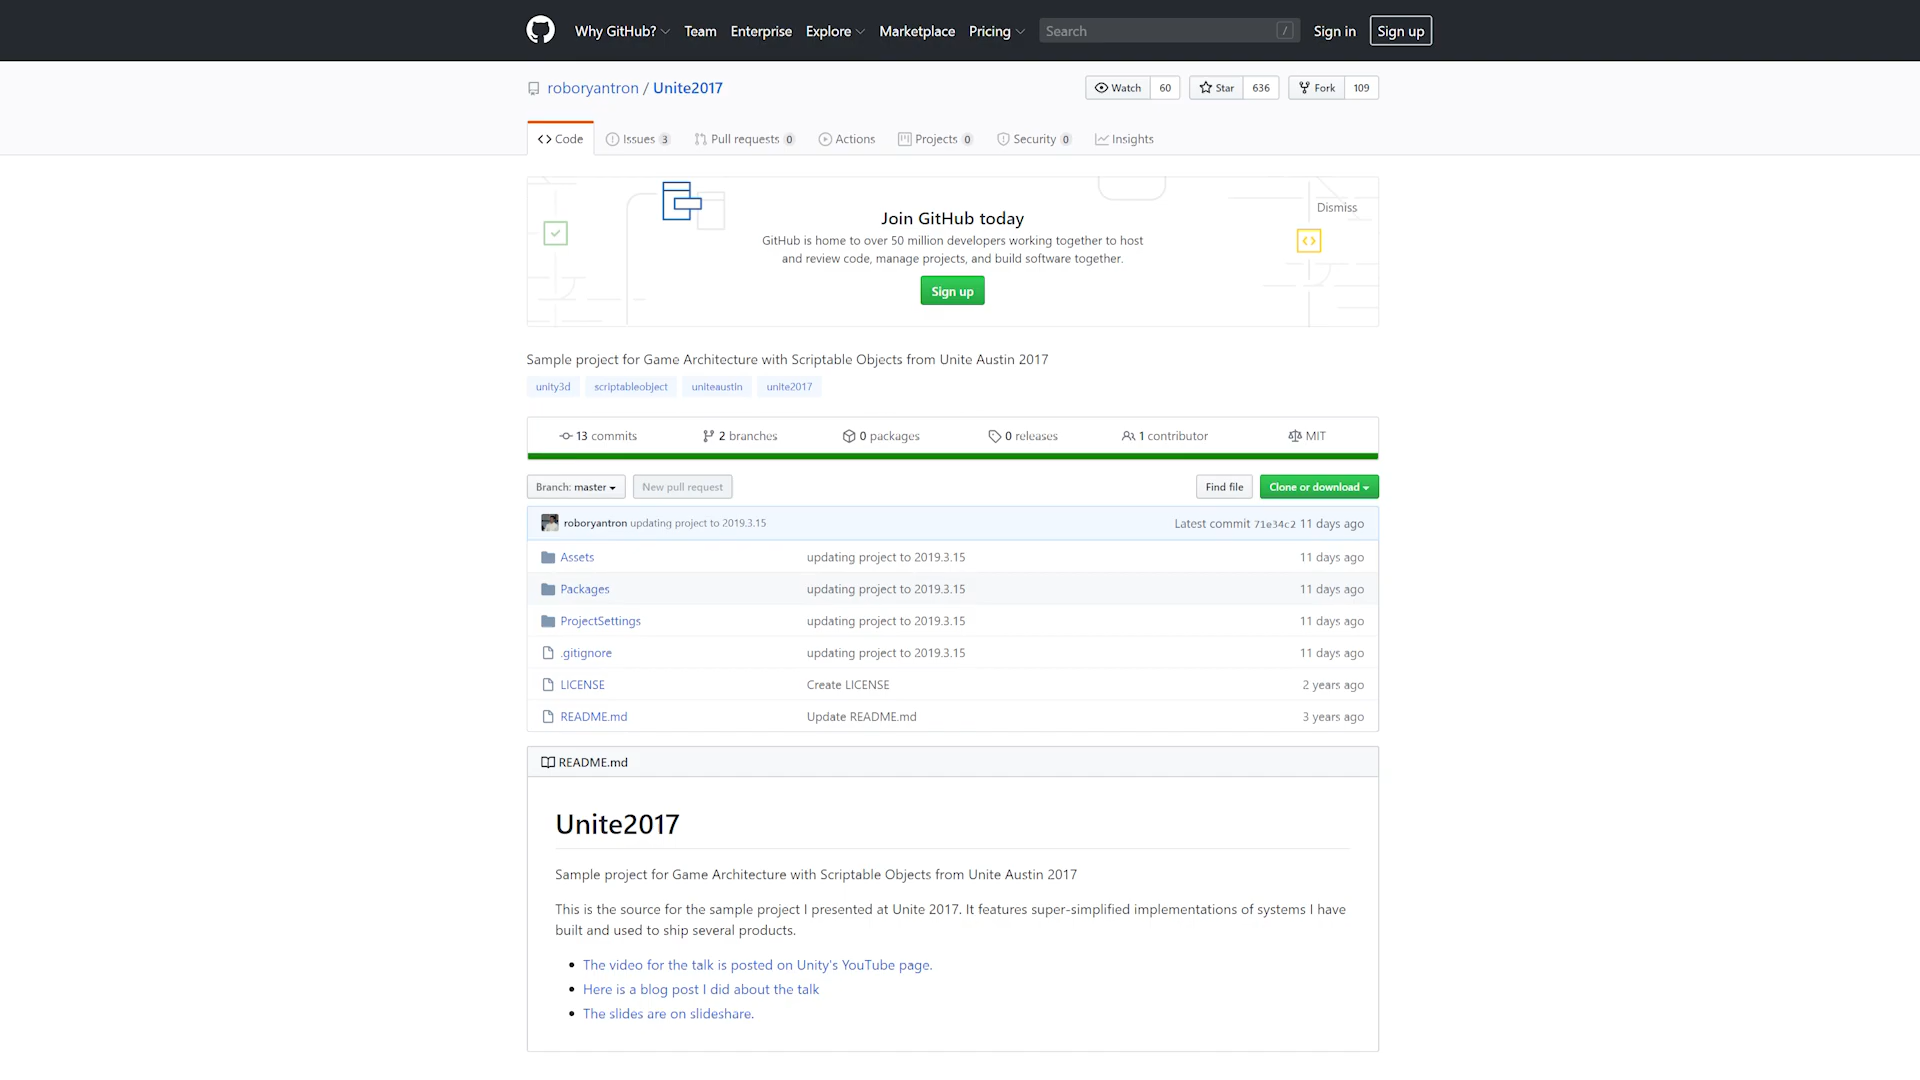 Why GitHub? Team Enterprise Explore Marketplace Pricing Search / Sign in Sign up
roboryantron / Unite2017 Watch 60 Star 636 Fork 109
Code Issues 3 Pull requests 0 Actions Projects 0 Security 0 Insights
Dismiss
Join GitHub today
GitHub is home to over 50 million developers working together to host
and review code, manage projects, and build software together.
Sign up
Sample project for Game Architecture with Scriptable Objects from Unite Austin 2017
unity3d scriptableobject uniteaustin unite2017
13 commits 2 branches 0 packages 0 releases 1 contributor MIT
Branch: master New pull request Find file Clone or download
roboryantron updating project to 2019.3.15 Latest commit 71e34c2 11 days ago
Assets updating project to 2019.3.15 11 days ago
Packages updating project to 2019.3.15 11 days ago
ProjectSettings updating project to 2019.3.15 11 days ago
.gitignore updating project to 2019.3.15 11 days ago
LICENSE Create LICENSE 2 years ago
README.md Update README.md 3 years ago
README.md
Unite2017
Sample project for Game Architecture with Scriptable Objects from Unite Austin 2017
This is the source for the sample project I presented at Unite 2017. It features super-simplified implementations of systems I have
built and used to ship several products.
• The video for the talk is posted on Unity's YouTube page.
• Here is a blog post I did about the talk
• The slides are on slideshare.